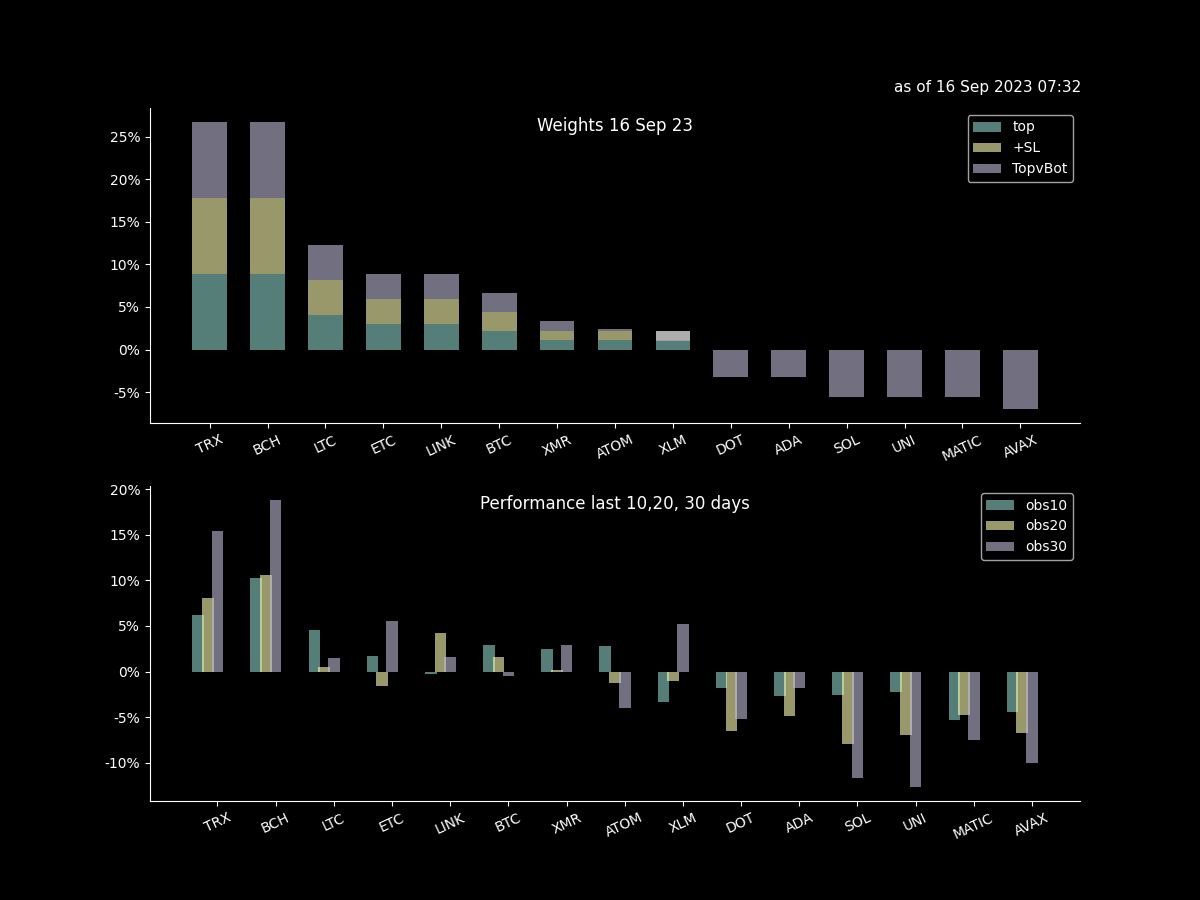 as of 16 Sep 2023 07:32
Weights 16 Sep 23
top
+SL
TopvBot
25%
20%
15%
10%
5%
0%
-5%
TRX BCH LTC ETC LINK BTC XMR ATOM XLM DOT ADA SOL UNI MATIC AVAX
Performance last 10,20, 30 days
obs10
obs20
obs30
20%
15%
10%
5%
0%
-5%
-10%
TRX BCH LTC ETC LINK BTC XMR ATOM XLM DOT ADA SOL UNI MATIC AVAX